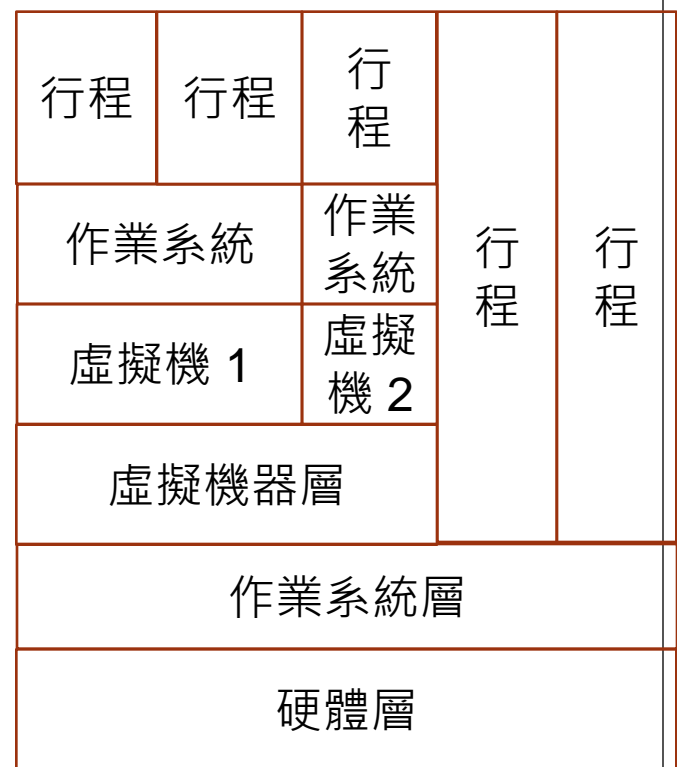 行程
行程
行
程
行
程
行
程
作業系統
作業
系統
虛擬機 1
虛擬
機 2
虛擬機器層
作業系統層
硬體層